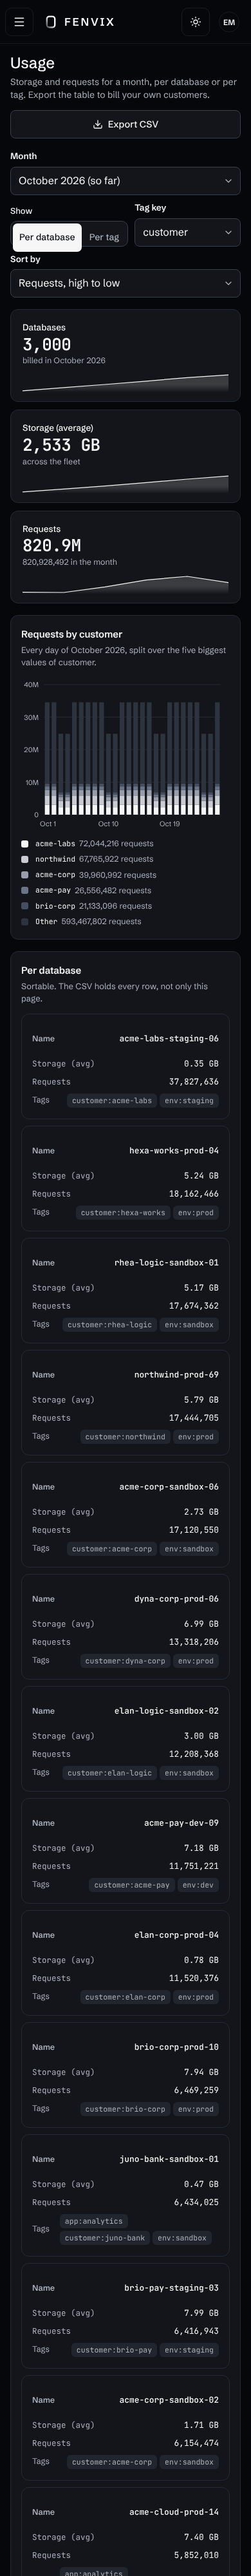 FENVIX
EM
Usage
Storage and requests for a month, per database or per
tag. Export the table to bill your own customers.
Export CSV
Month
October 2026 (so far)
Show
Tag key
Per database
Per tag
customer
Sort by
Requests, high to low
Databases
3,000
billed in October 2026
Storage (average)
2,533 GB
across the fleet
Requests
820.9M
820,928,492 in the month
Requests by customer
Every day of October 2026, split over the five biggest
values of customer.
40M
30M
20M
10M
0
Oct 1
Oct 10
Oct 19
acme-labs 72,044,216 requests
northwind 67,765,922 requests
acme-corp 39,960,992 requests
acme-pay 26,556,482 requests
brio-corp 21,133,096 requests
Other 593,467,802 requests
Per database
Sortable. The CSV holds every row, not only this
page.
Name acme-labs-staging-06
Storage (avg) 0.35 GB
Requests 37,827,636
Tags customer:acme-labs env:staging
Name hexa-works-prod-04
Storage (avg) 5.24 GB
Requests 18,162,466
Tags customer:hexa-works env:prod
Name rhea-logic-sandbox-01
Storage (avg) 5.17 GB
Requests 17,674,362
Tags customer:rhea-logic env:sandbox
Name northwind-prod-69
Storage (avg) 5.79 GB
Requests 17,444,705
Tags customer:northwind env:prod
Name acme-corp-sandbox-06
Storage (avg) 2.73 GB
Requests 17,120,550
Tags customer:acme-corp env:sandbox
Name dyna-corp-prod-06
Storage (avg) 6.99 GB
Requests 13,318,206
Tags customer:dyna-corp env:prod
Name elan-logic-sandbox-02
Storage (avg) 3.00 GB
Requests 12,208,368
Tags customer:elan-logic env:sandbox
Name acme-pay-dev-09
Storage (avg) 7.18 GB
Requests 11,751,221
Tags customer:acme-pay env:dev
Name elan-corp-prod-04
Storage (avg) 0.78 GB
Requests 11,520,376
Tags customer:elan-corp env:prod
Name brio-corp-prod-10
Storage (avg) 7.94 GB
Requests 6,469,259
Tags customer:brio-corp env:prod
Name juno-bank-sandbox-01
Storage (avg) 0.47 GB
Requests 6,434,025
app:analytics
Tags customer:juno-bank env:sandbox
Name brio-pay-staging-03
Storage (avg) 7.99 GB
Requests 6,416,943
Tags customer:brio-pay env:staging
Name acme-corp-sandbox-02
Storage (avg) 1.71 GB
Requests 6,154,474
Tags customer:acme-corp env:sandbox
Name acme-cloud-prod-14
Storage (avg) 7.40 GB
Requests 5,852,010
app:analytics